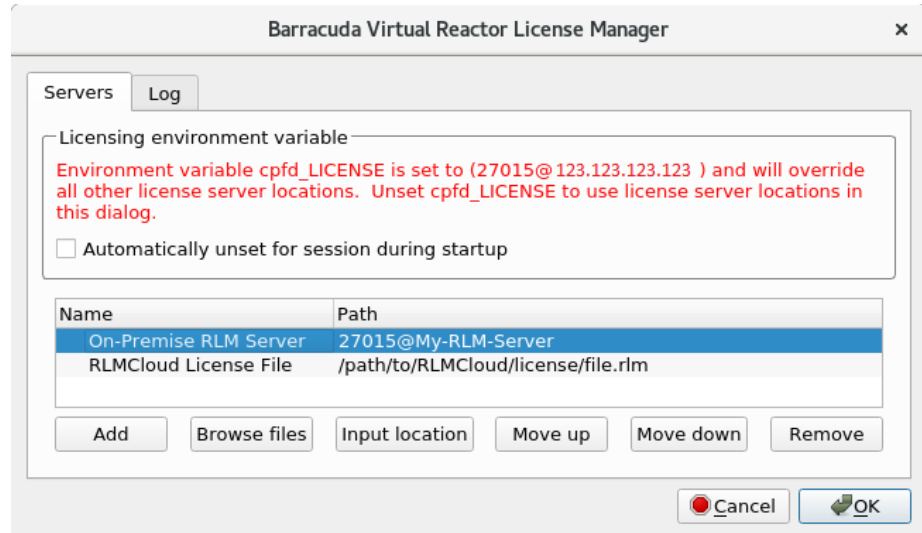 Barracuda Virtual Reactor License Manager
Servers Log
Licensing environment variable
Environment variable cpfd_LICENSE is set to (27015@123.123.123.123 ) and will override
all other license server locations. Unset cpfd_LICENSE to use license server locations in
this dialog.
Automatically unset for session during startup
Name Path
On-Premise RLM Server 27015@My-RLM-Server
RLMCloud License File /path/to/RLMCloud/license/file.rlm
Add Browse files Input location Move up Move down Remove
Cancel OK